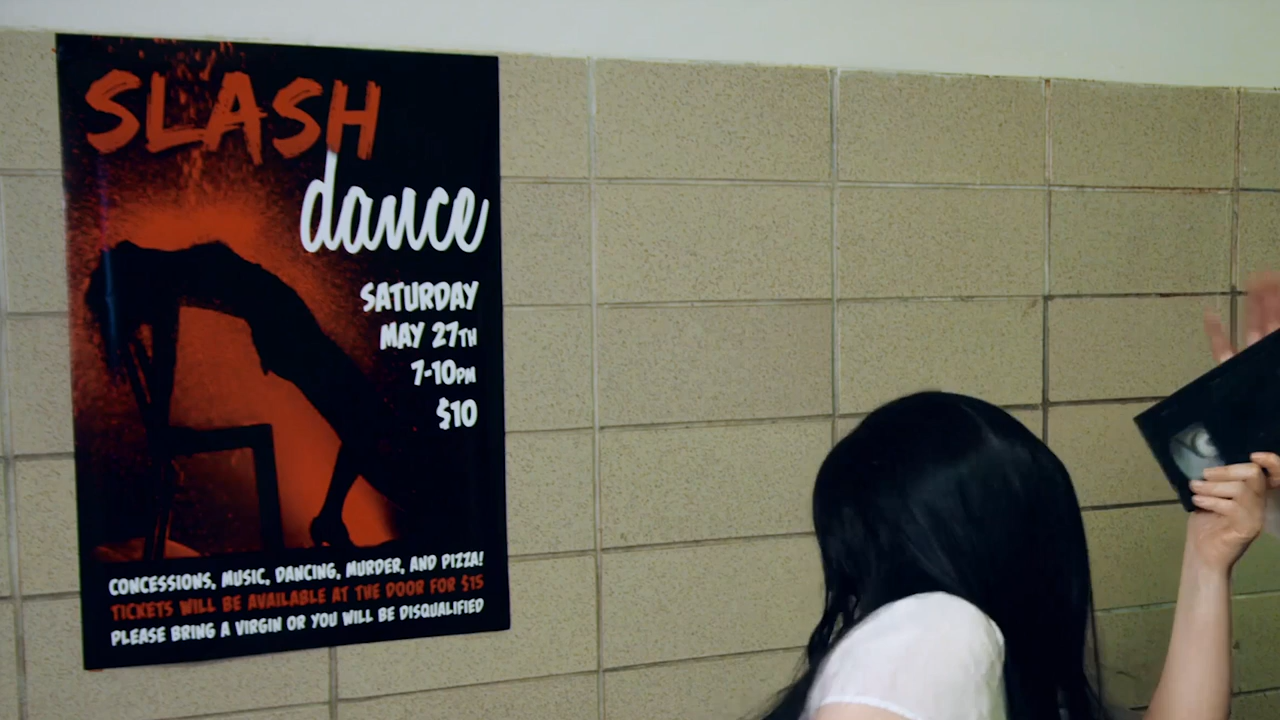 SLASH
dance
SATURDAY
MAY 27TH
7-10PM
$10
CONCESSIONS, MUSIC, DANCING, MURDER, AND PIZZA!
TICKETS WILL BE AVAILABLE AT THE DOOR FOR $15
PLEASE BRING A VIRGIN OR YOU WILL BE DISQUALIFIED